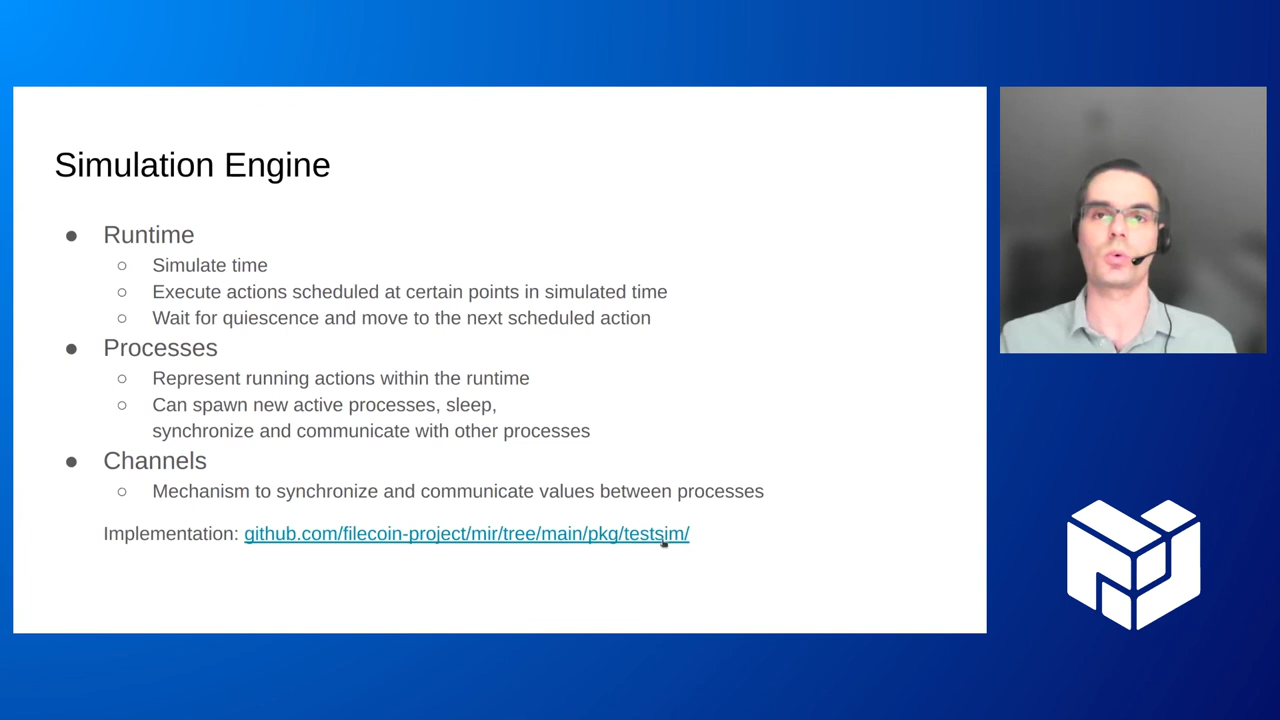 Simulation Engine
● Runtime
○ Simulate time
○ Execute actions scheduled at certain points in simulated time
○ Wait for quiescence and move to the next scheduled action
● Processes
○ Represent running actions within the runtime
○ Can spawn new active processes, sleep,
synchronize and communicate with other processes
● Channels
○ Mechanism to synchronize and communicate values between processes
Implementation: github.com/filecoin-project/mir/tree/main/pkg/testsim/